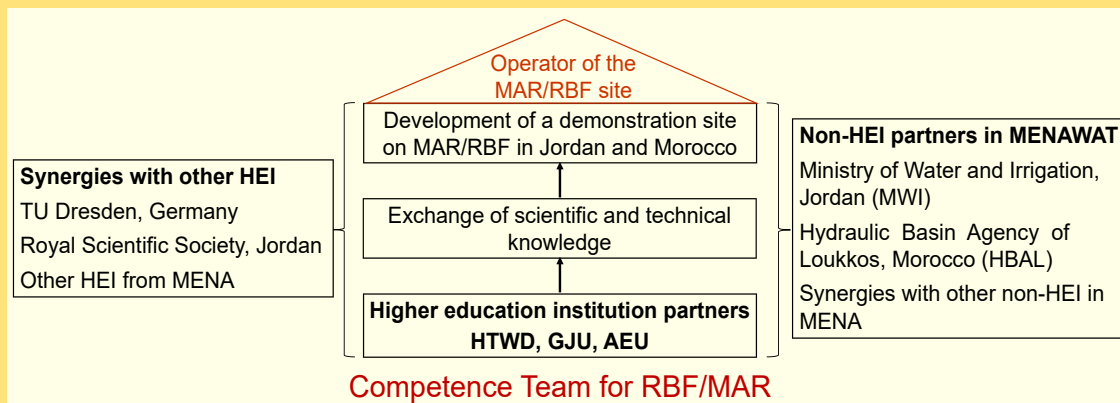 Operator of the
MAR/RBF site
Development of a demonstration site
on MAR/RBF in Jordan and Morocco
Synergies with other HEI
TU Dresden, Germany
Royal Scientific Society, Jordan
Other HEI from MENA
Exchange of scientific and technical
knowledge
Higher education institution partners
HTWD, GJU, AEU
Non-HEI partners in MENAWAT
Ministry of Water and Irrigation,
Jordan (MWI)
Hydraulic Basin Agency of
Loukkos, Morocco (HBAL)
Synergies with other non-HEI in
MENA
Competence Team for RBF/MAR